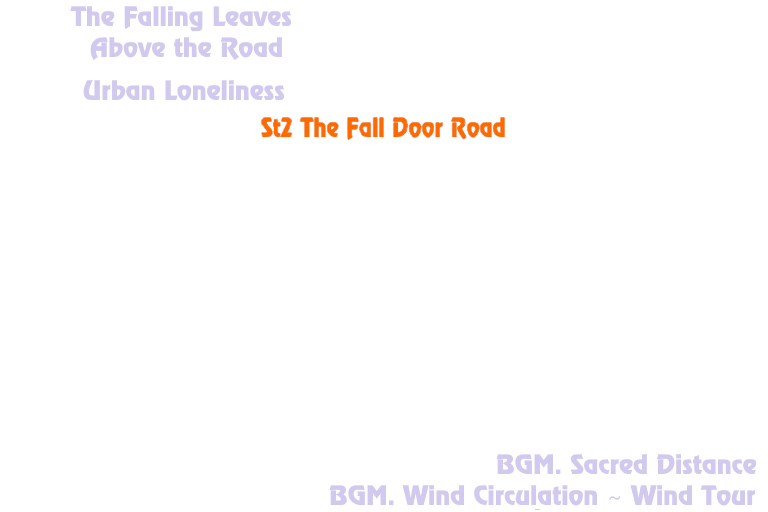 The Falling Leaves
Above the Road
Urban Loneliness
St2 The Fall Door Road
BGM. Sacred Distance
BGM. Wind Circulation ~ Wind Tour